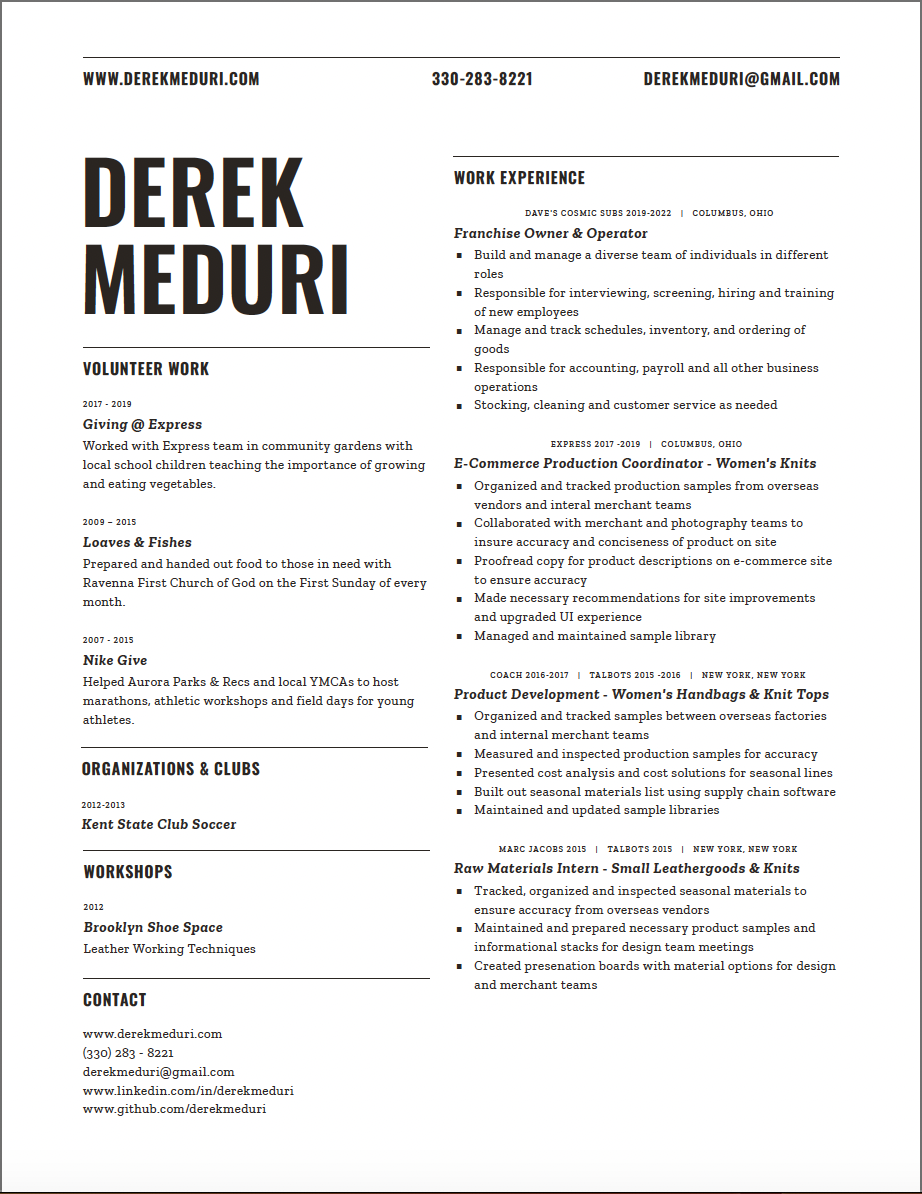 WWW.DEREKMEDURI.COM
330-283-8221
DEREKMEDURI@GMAIL.COM
DEREK
MEDURI
VOLUNTEER WORK
2017 - 2019
Giving @ Express
Worked with Express team in community gardens with
local school children teaching the importance of growing
and eating vegetables.
2009 – 2015
Loaves & Fishes
Prepared and handed out food to those in need with
Ravenna First Church of God on the First Sunday of every
month.
2007 - 2015
Nike Give
Helped Aurora Parks & Recs and local YMCAs to host
marathons, athletic workshops and field days for young
athletes.
ORGANIZATIONS & CLUBS
2012-2013
Kent State Club Soccer
WORKSHOPS
2012
Brooklyn Shoe Space
Leather Working Techniques
CONTACT
www.derekmeduri.com
(330) 283 - 8221
derekmeduri@gmail.com
www.linkedin.com/in/derekmeduri
www.github.com/derekmeduri
WORK EXPERIENCE
DAVE'S COSMIC SUBS 2019-2022 | COLUMBUS, OHIO
Franchise Owner & Operator
▪ Build and manage a diverse team of individuals in different
roles
▪ Responsible for interviewing, screening, hiring and training
of new employees
▪ Manage and track schedules, inventory, and ordering of
goods
▪ Responsible for accounting, payroll and all other business
operations
▪ Stocking, cleaning and customer service as needed
EXPRESS 2017 -2019 | COLUMBUS, OHIO
E-Commerce Production Coordinator - Women's Knits
▪ Organized and tracked production samples from overseas
vendors and interal merchant teams
▪ Collaborated with merchant and photography teams to
insure accuracy and conciseness of product on site
▪ Proofread copy for product descriptions on e-commerce site
to ensure accuracy
▪ Made necessary recommendations for site improvements
and upgraded UI experience
▪ Managed and maintained sample library
COACH 2016-2017 | TALBOTS 2015 -2016 | NEW YORK, NEW YORK
Product Development - Women's Handbags & Knit Tops
▪ Organized and tracked samples between overseas factories
and internal merchant teams
▪ Measured and inspected production samples for accuracy
▪ Presented cost analysis and cost solutions for seasonal lines
▪ Built out seasonal materials list using supply chain software
▪ Maintained and updated sample libraries
MARC JACOBS 2015 | TALBOTS 2015 | NEW YORK, NEW YORK
Raw Materials Intern - Small Leathergoods & Knits
▪ Tracked, organized and inspected seasonal materials to
ensure accuracy from overseas vendors
▪ Maintained and prepared necessary product samples and
informational stacks for design team meetings
▪ Created presenation boards with material options for design
and merchant teams